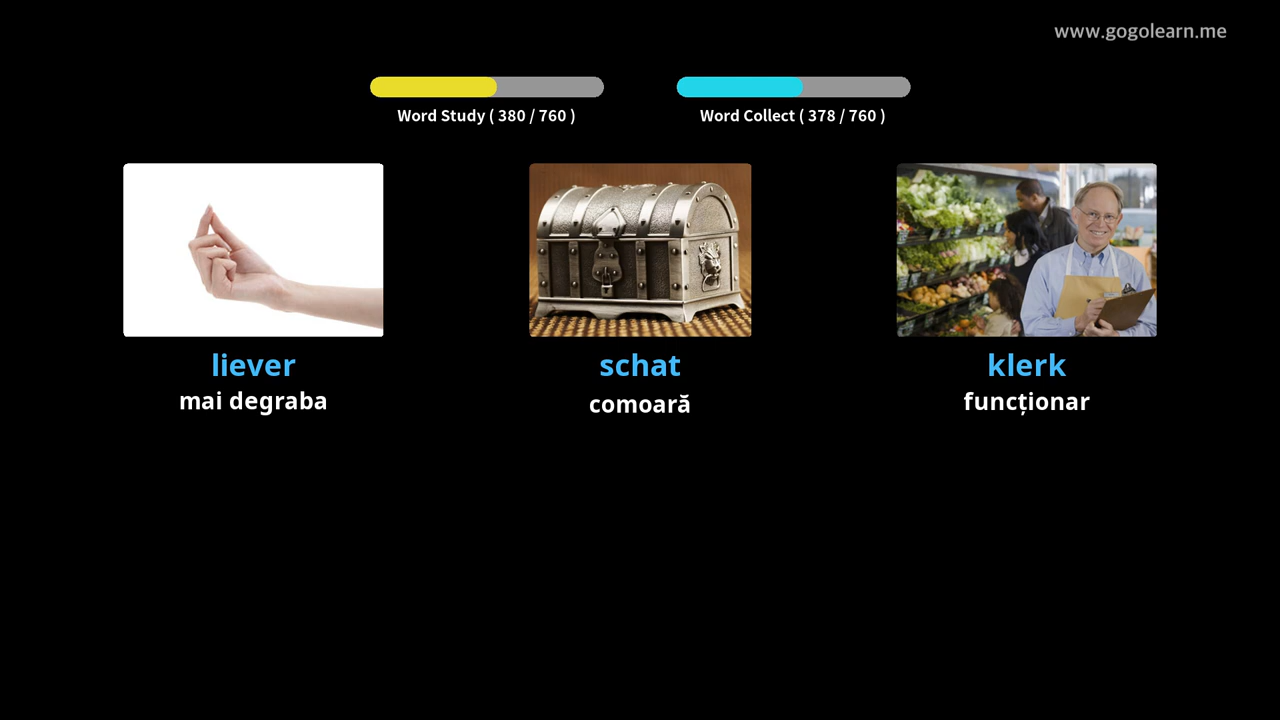 www.gogolearn.me
Word Study ( 380 / 760 )
Word Collect ( 378 / 760 )
liever
schat
klerk
mai degraba
comoară
funcționar